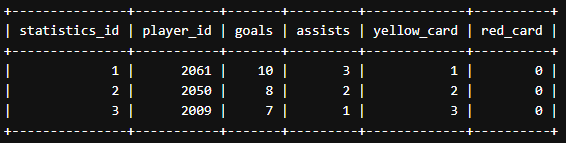 +---------------+-----------+-------+---------+-------------+----------+
| statistics_id | player_id | goals | assists | yellow_card | red_card |
+---------------+-----------+-------+---------+-------------+----------+
|             1 |      2061 |    10 |       3 |           1 |        0 |
|             2 |      2050 |     8 |       2 |           2 |        0 |
|             3 |      2009 |     7 |       1 |           3 |        0 |
+---------------+-----------+-------+---------+-------------+----------+